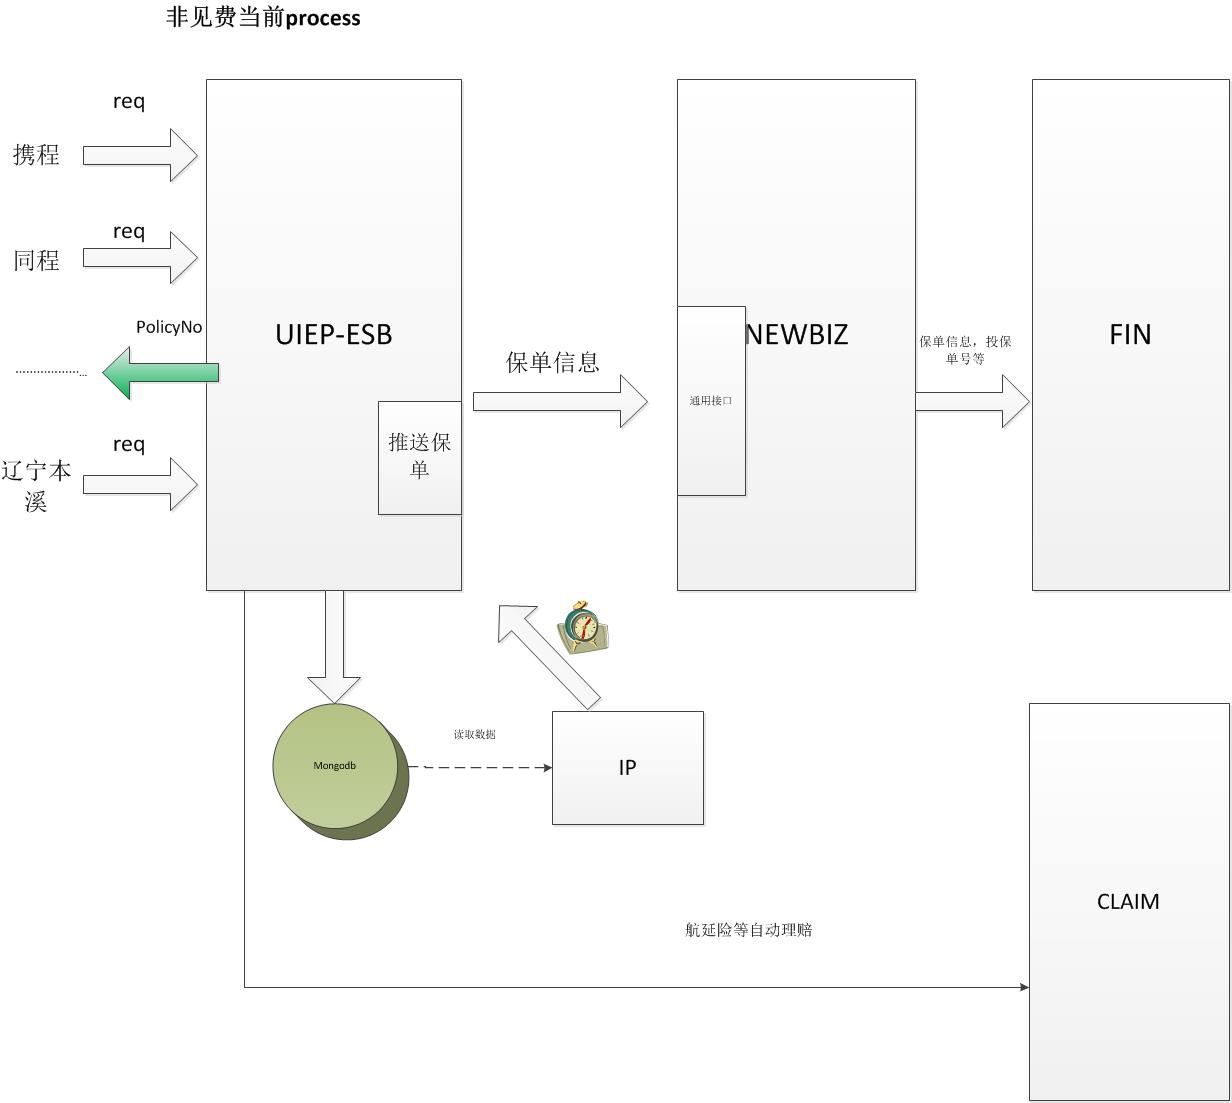 非见费当前process
req
携程
req
同程
PolicyNo
UIEP-ESB
NEWBIZ
FIN
保单信息，投保
单号等
保单信息
..................…
通用接口
req
推送保
单
辽宁本
溪
读取数据
Mongodb
IP
CLAIM
航延险等自动理赔